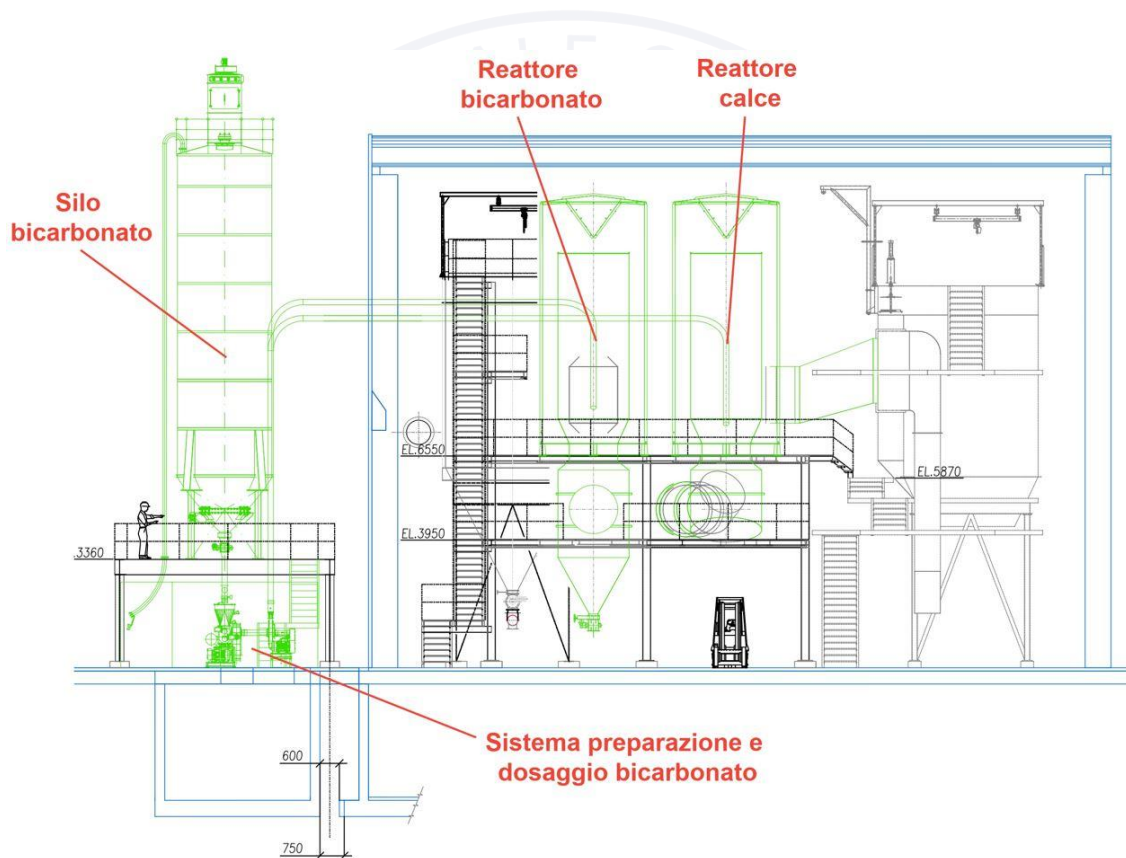 Reattore
bicarbonato
Reattore
calce
Silo
bicarbonato
EL.6550
EL.5870
EL.3950
.3360
Sistema preparazione e
dosaggio bicarbonato
600
750